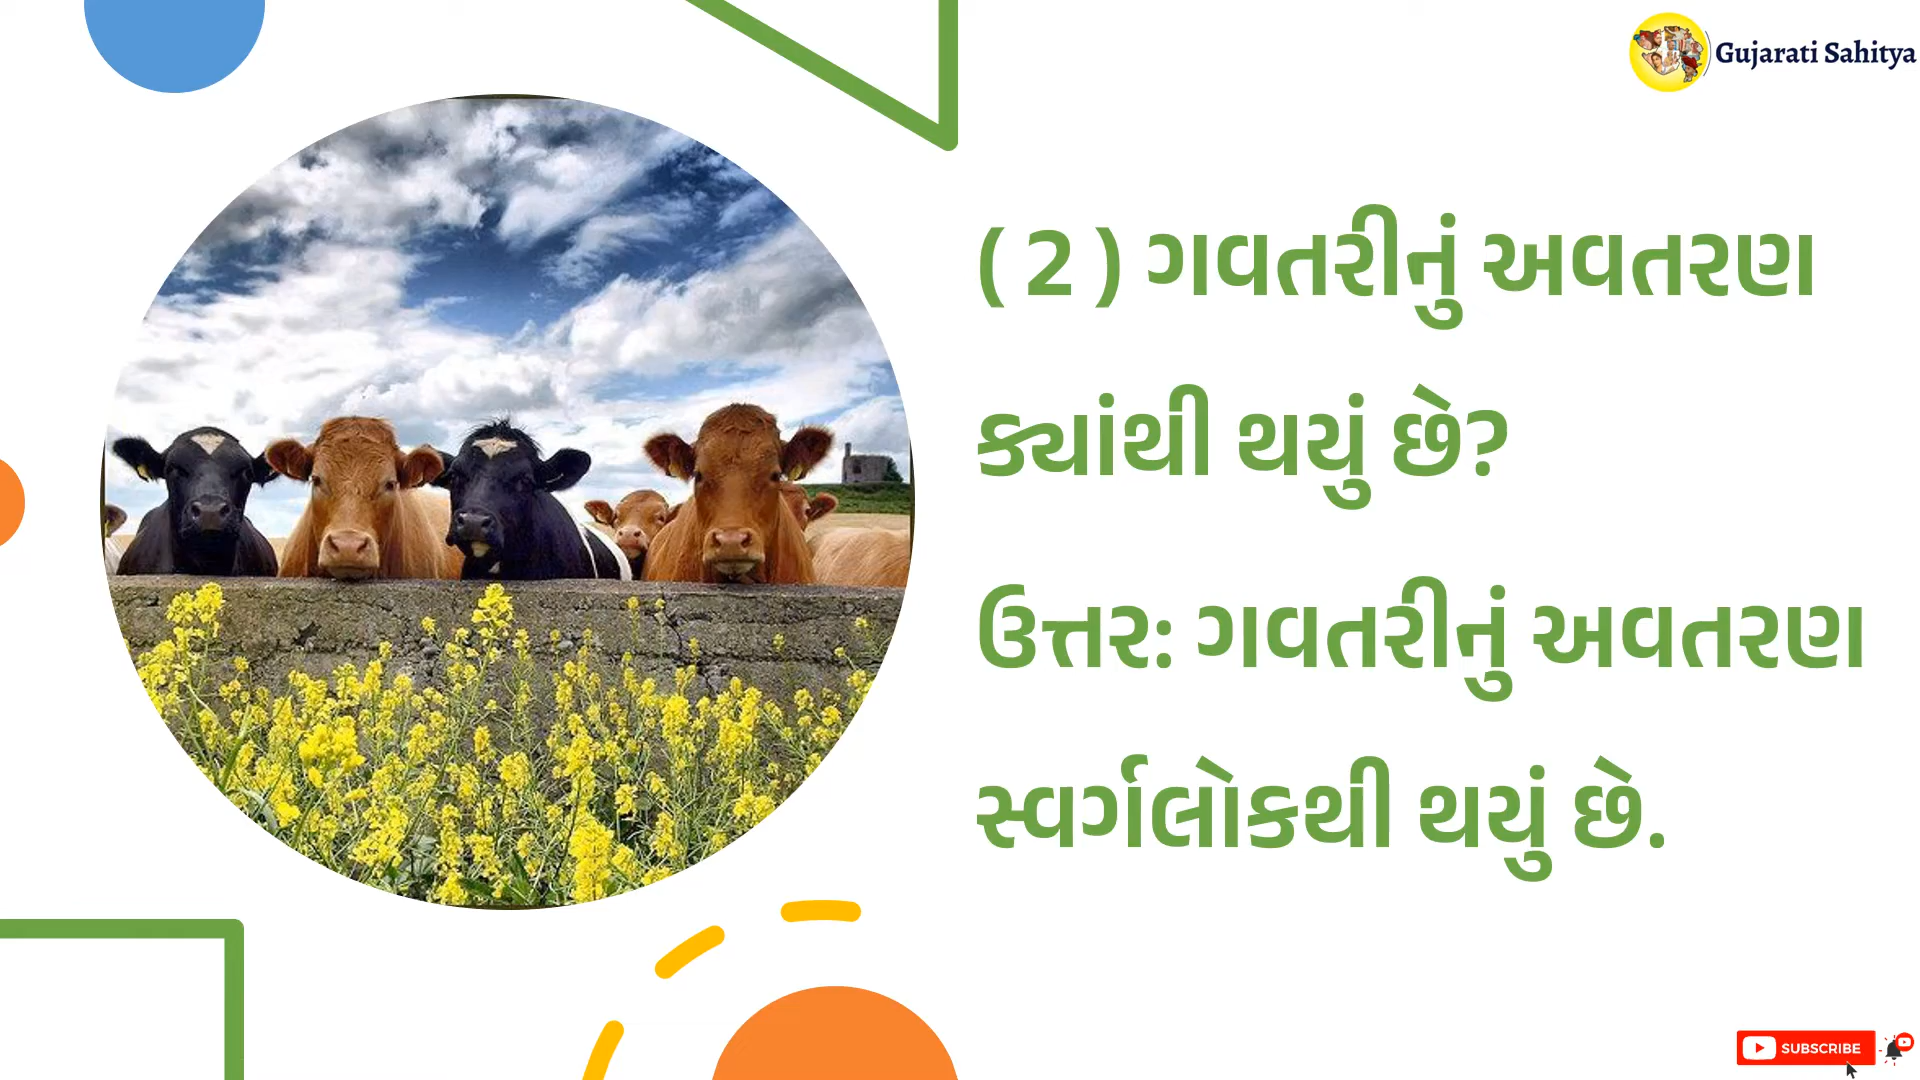 Gujarati Sahitya
( 2 ) ગવતરીનું અવતરણ
ક્યાંથી થયું છે?
ઉત્તર: ગવતરીનું અવતરણ
સ્વર્ગલોકથી થયું છે.
SUBSCRIBE